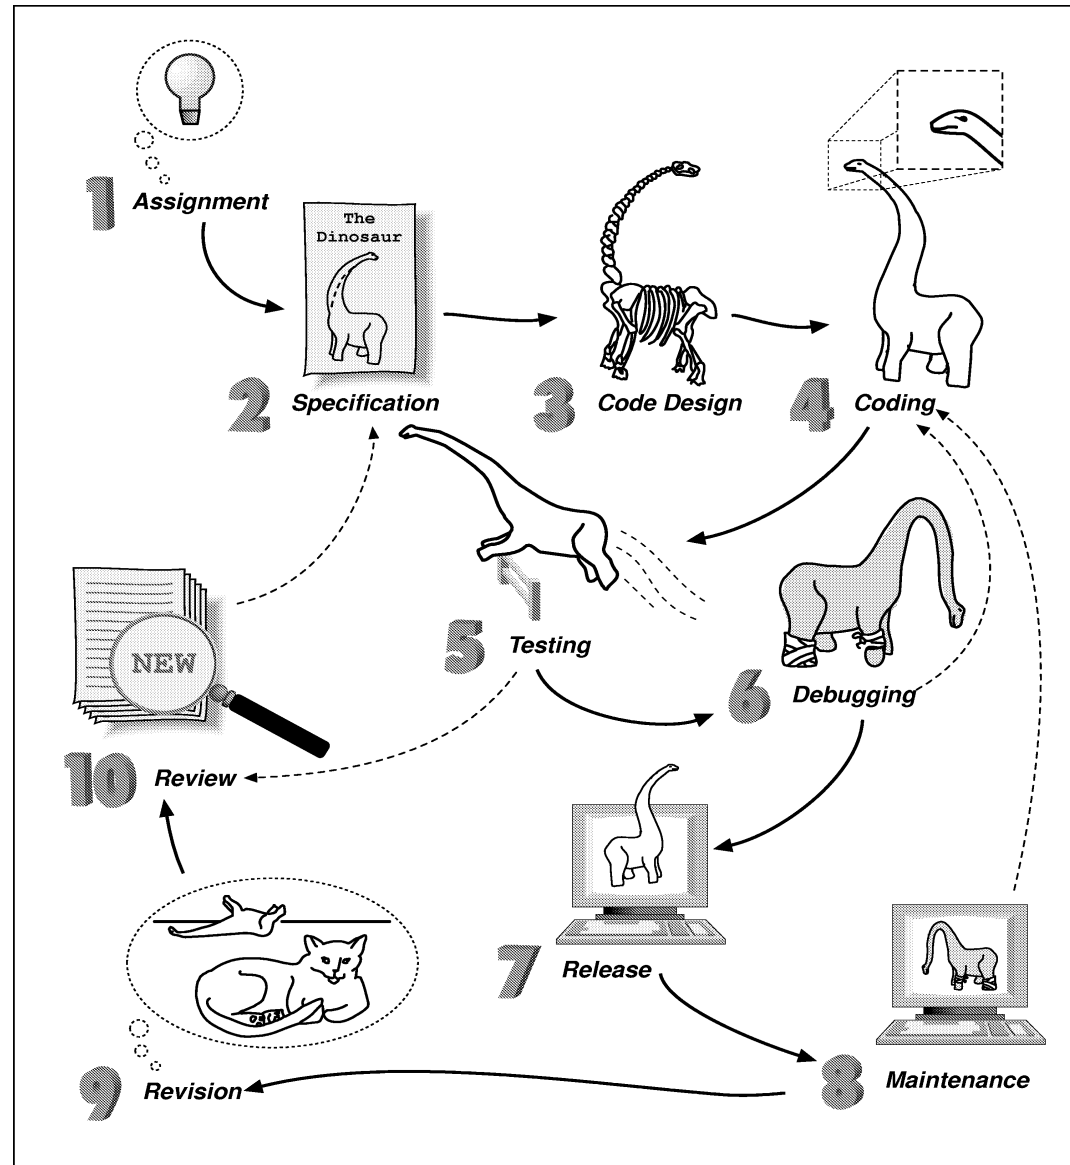 1 Assignment
The
Dinosaur
2 Specification
3 Code Design
4 Coding
5 Testing
6 Debugging
NEW
10 Review
7 Release
8 Maintenance
9 Revision